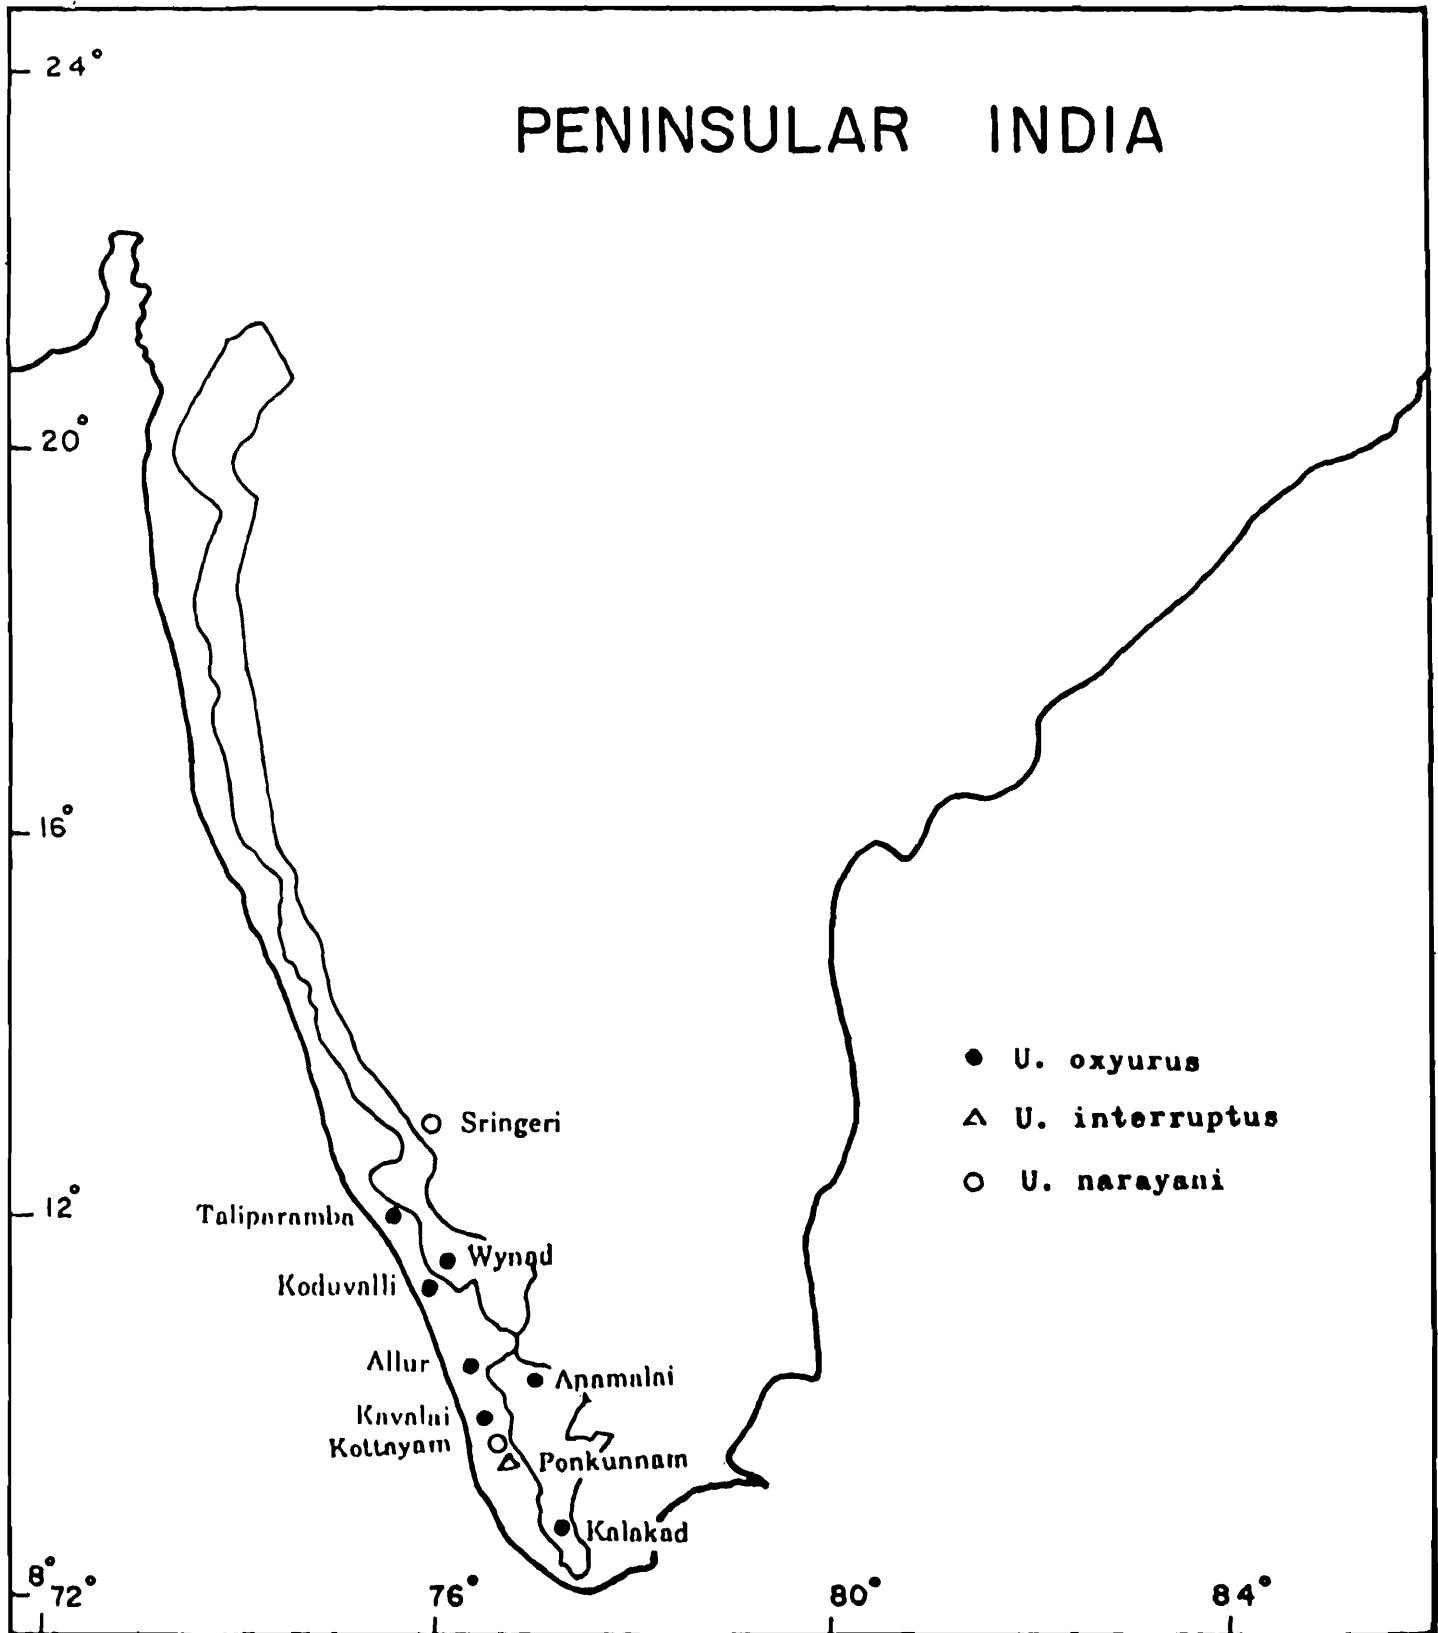 24°
PENINSULAR INDIA
20°
16°
U. oxyurus
U. interruptus
Sringeri
U. narayani
12°
Taliparamba
Wynad
Koduvalli
Allur
Anamalai
Kavalai
Kottayam
Ponkunnam
Kalakad
8°
72° 76° 80° 84°